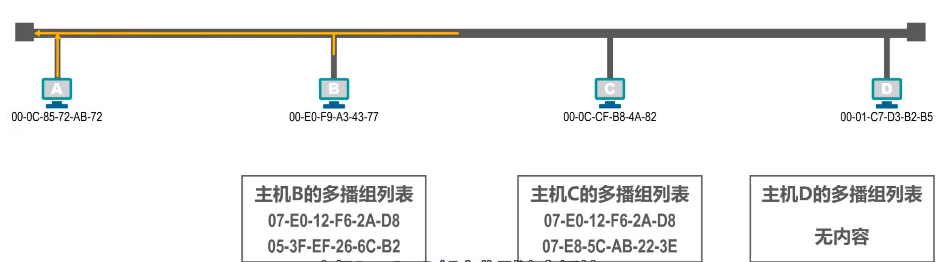 A
B
C
D
00-0C-85-72-AB-72
00-E0-F9-A3-43-77
00-0C-CF-B8-4A-82
00-01-C7-D3-B2-B5
主机B的多播组列表
07-E0-12-F6-2A-D8
05-3F-EF-26-6C-B2
主机C的多播组列表
07-E0-12-F6-2A-D8
07-E8-5C-AB-22-3E
主机D的多播组列表
无内容